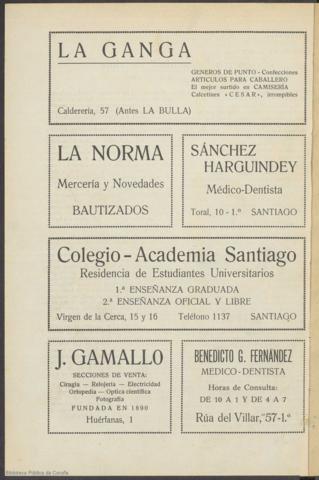 LA GANGA
GENEROS DE PUNTO - Confecciones
ARTICULOS PARA CABALLERO
El mejor surtido en CAMISERÍA
Calcetines «CESAR», irrompibles
Calderería, 57 (Antes LA BULLA)
LA NORMA
Mercería y Novedades
BAUTIZADOS
SÁNCHEZ
HARGUINDEY
Médico-Dentista
Toral, 10 - 1.º SANTIAGO
Colegio - Academia Santiago
Residencia de Estudiantes Universitarios
1.ª ENSEÑANZA GRADUADA
2.ª ENSEÑANZA OFICIAL Y LIBRE
Virgen de la Cerca, 15 y 16 Teléfono 1137 SANTIAGO
J. GAMALLO
SECCIONES DE VENTA:
Cirugía — Relojería — Electricidad
Ortopedia — Optica científica
Fotografía
FUNDADA EN 1890
Huérfanas, 1
BENEDICTO G. FERNÁNDEZ
MEDICO-DENTISTA
Horas de Consulta:
DE 10 A 1 Y DE 4 A 7
Rúa del Villar, 57-1.º
Biblioteca Pública da Coruña